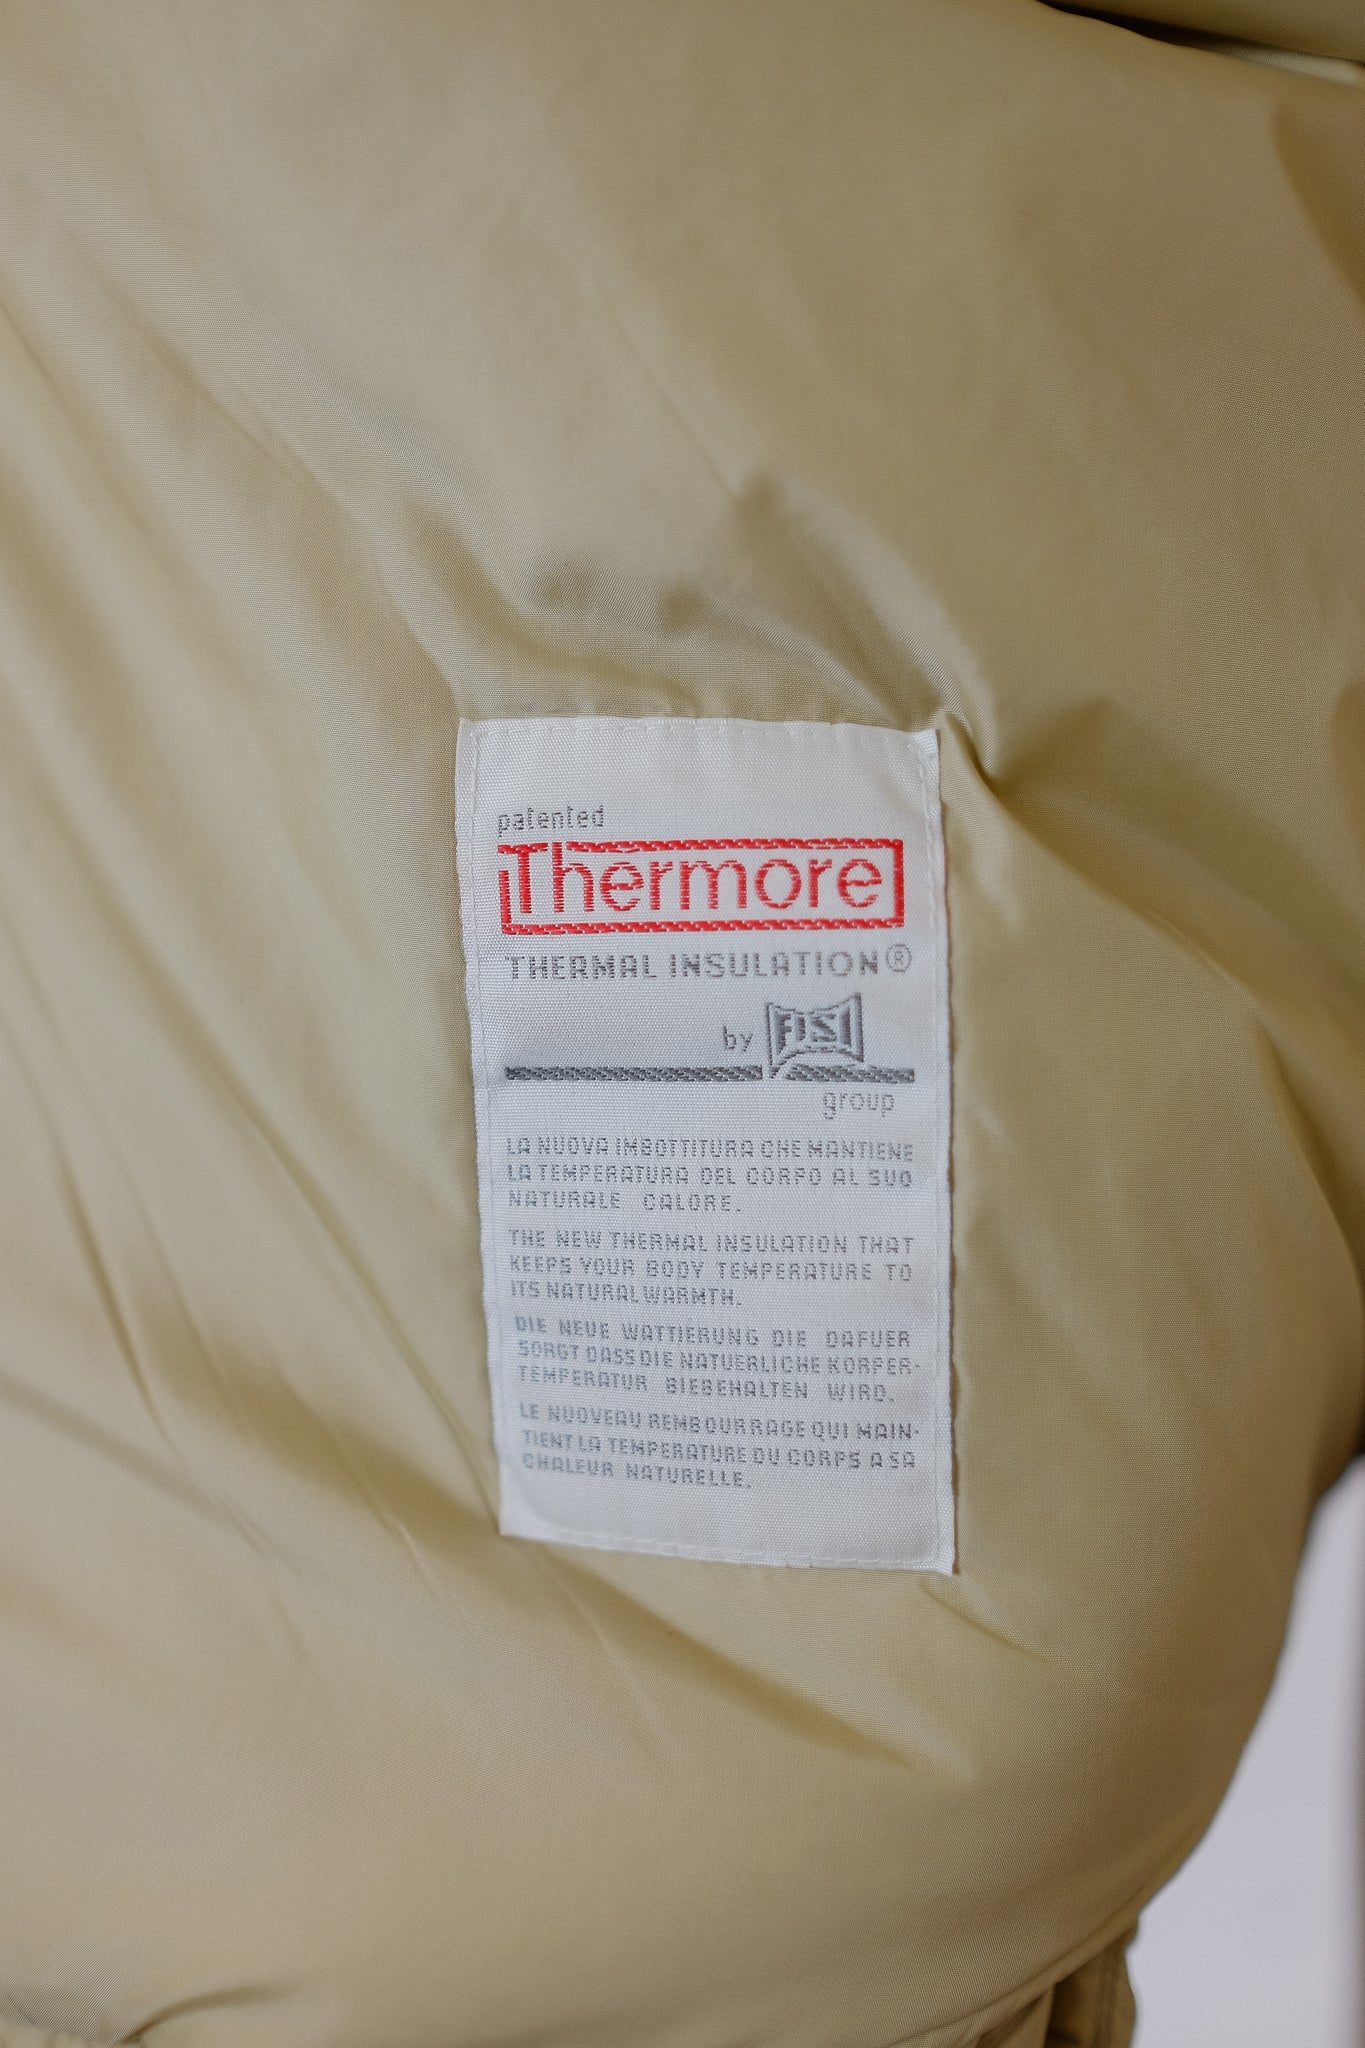 patented
Thermore
THERMAL INSULATION®
by FISI
group
LA NUOVA IMBOTTITURA CHE MANTIENE
LA TEMPERATURA DEL CORPO AL SUO
NATURALE CALORE.
THE NEW THERMAL INSULATION THAT
KEEPS YOUR BODY TEMPERATURE TO
ITS NATURAL WARMTH.
DIE NEUE WATTIERUNG DIE DAFUER
SORGT DASS DIE NATUERLICHE KORPER-
TEMPERATUR BIEBEHALTEN WIRD.
LE NUOVEAU REMBOURRAGE QUI MAIN-
TIENT LA TEMPERATURE DU CORPS A SA
CHALEUR NATURELLE.